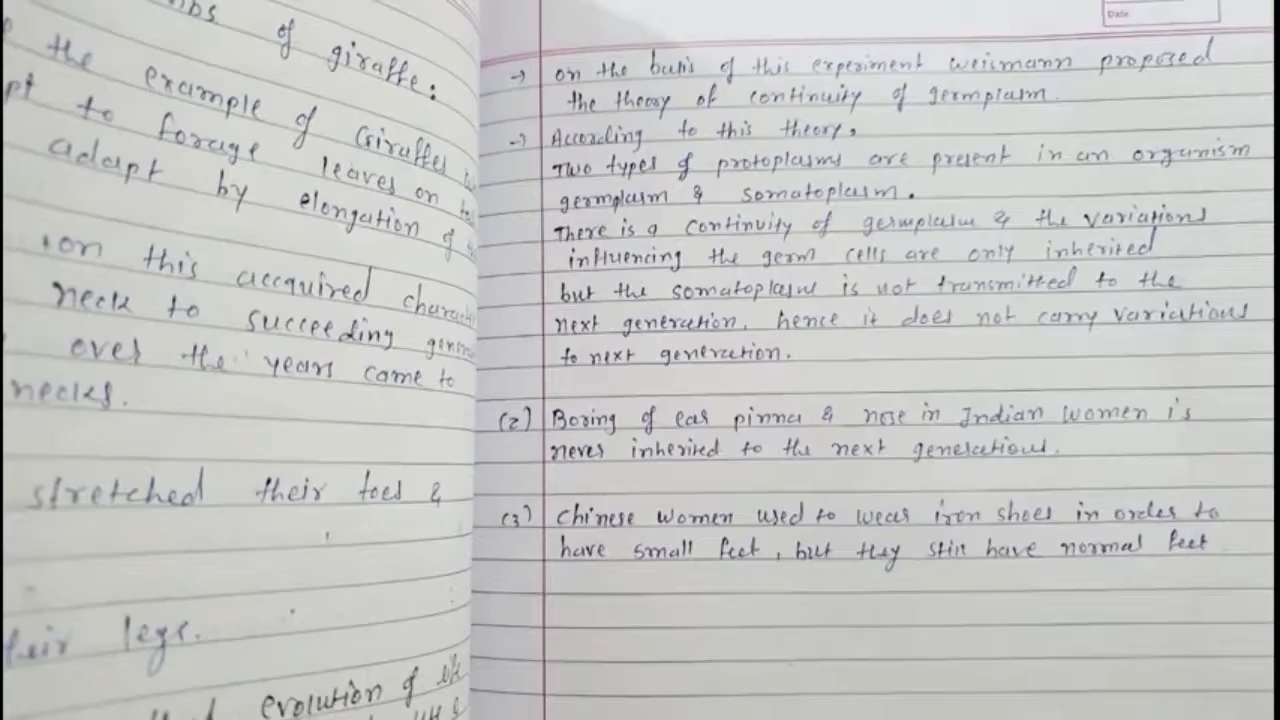 of giraffe:
the example of Giraffes
to forage leaves on
adapt by elongation of
on this accquired
neck to succeeding
over the years came to
necks.
stretched their toes &
legs.
evolution of
Date
→ on the basis of this experiment weismann proposed
the theory of continuity of germplasm.
→ According to this theory,
Two types of protoplasms are present in an organism
germplasm & somatoplasm.
There is a continuity of germplasm & the variations
influencing the germ cells are only inherited
but the somatoplasm is not transmitted to the
next generation, hence it does not carry variations
to next generation.
(2) Boring of ear pinna & nose in Indian women is
never inherited to the next generations.
(3) Chinese women used to wear iron shoes in order to
have small feet, but they still have normal feet